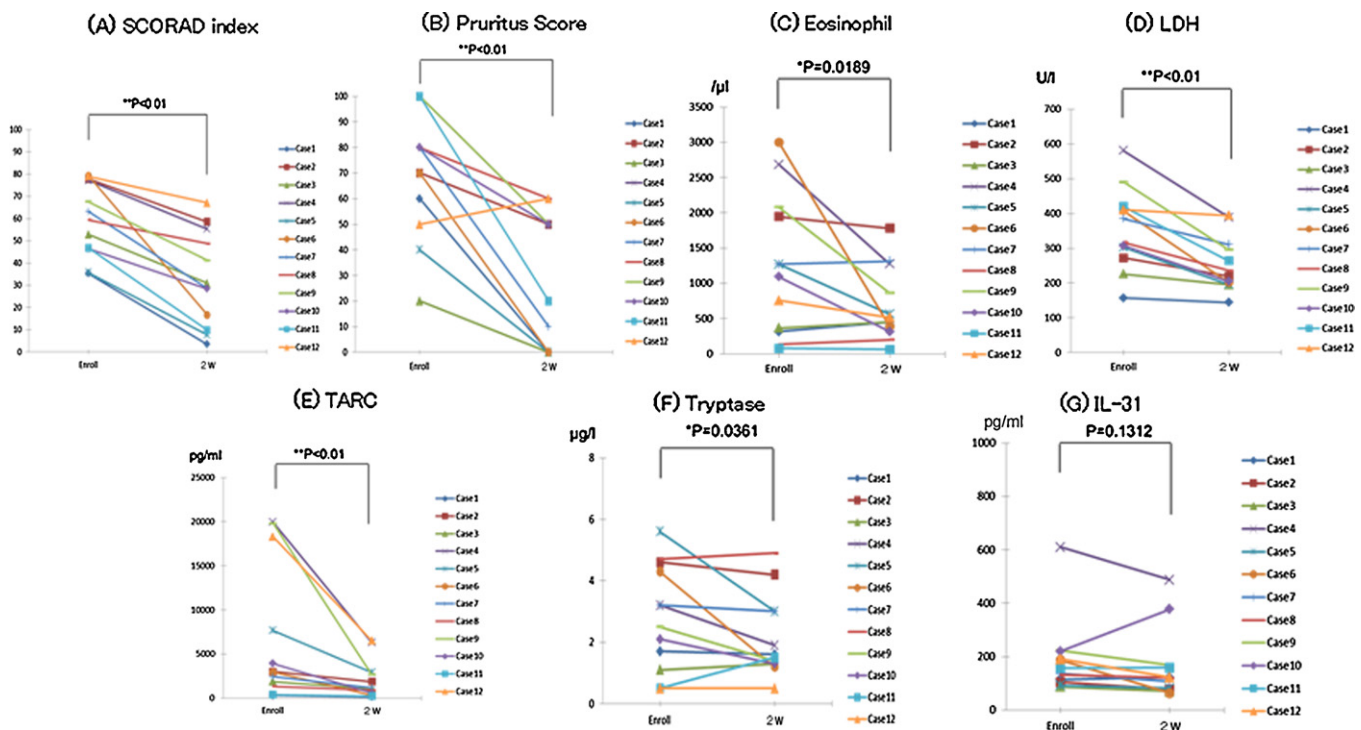 (A) SCORAD index
**P<0.01
100
90
80
70
60
50
40
30
20
10
0
Enroll
2 W
Case1
Case2
Case3
Case4
Case5
Case6
Case7
Case8
Case9
Case10
Case11
Case12
(B) Pruritus Score
**P<0.01
100
90
80
70
60
50
40
30
20
10
0
Enroll
2 W
Case1
Case2
Case3
Case4
Case5
Case6
Case7
Case8
Case9
Case10
Case11
Case12
(C) Eosinophil
*P=0.0189
/µl
3500
3000
2500
2000
1500
1000
500
0
Enroll
2 W
Case1
Case2
Case3
Case4
Case5
Case6
Case7
Case8
Case9
Case10
Case11
Case12
(D) LDH
**P<0.01
U/l
700
600
500
400
300
200
100
0
Enroll
2 W
Case1
Case2
Case3
Case4
Case5
Case6
Case7
Case8
Case9
Case10
Case11
Case12
(E) TARC
**P<0.01
pg/ml
25000
20000
15000
10000
5000
0
Enroll
2 W
Case1
Case2
Case3
Case4
Case5
Case6
Case7
Case8
Case9
Case10
Case11
Case12
(F) Tryptase
*P=0.0361
µg/l
8
6
4
2
0
Enroll
2 W
Case1
Case2
Case3
Case4
Case5
Case6
Case7
Case8
Case9
Case10
Case11
Case12
(G) IL-31
P=0.1312
pg/ml
1000
800
600
400
200
0
Enroll
2 W
Case1
Case2
Case3
Case4
Case5
Case6
Case7
Case8
Case9
Case10
Case11
Case12